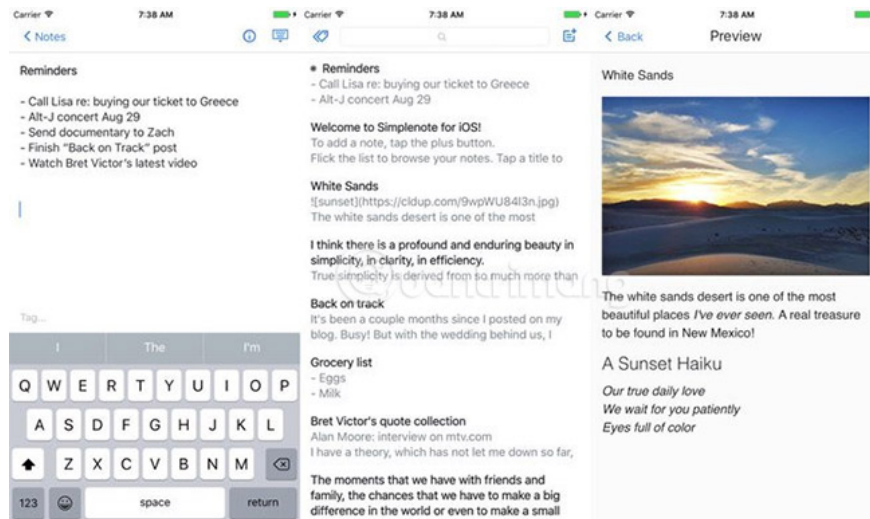 Carrier 7:38 AM
Notes
Reminders
- Call Lisa re: buying our ticket to Greece
- Alt-J concert Aug 29
- Send documentary to Zach
- Finish "Back on Track" post
- Watch Bret Victor's latest video
Tag...
I The I'm
Q W E R T Y U I O P
A S D F G H J K L
Z X C V B N M
123 space return
Carrier 7:38 AM
Reminders
- Call Lisa re: buying our ticket to Greece
- Alt-J concert Aug 29
Welcome to Simplenote for iOS!
To add a note, tap the plus button.
Flick the list to browse your notes. Tap a title to
White Sands
![sunset](https://cldup.com/9wpWU84I3n.jpg)
The white sands desert is one of the most
I think there is a profound and enduring beauty in
simplicity, in clarity, in efficiency.
True simplicity is derived from so much more than
Back on track
It's been a couple months since I posted on my
blog. Busy! But with the wedding behind us, I
Grocery list
- Eggs
- Milk
Bret Victor's quote collection
Alan Moore: interview on mtv.com
I have a theory, which has not let me down so far,
The moments that we have with friends and
family, the chances that we have to make a big
difference in the world or even to make a small
Carrier 7:38 AM
Back Preview
White Sands
The white sands desert is one of the most
beautiful places I've ever seen. A real treasure
to be found in New Mexico!
A Sunset Haiku
Our true daily love
We wait for you patiently
Eyes full of color
uantrimang